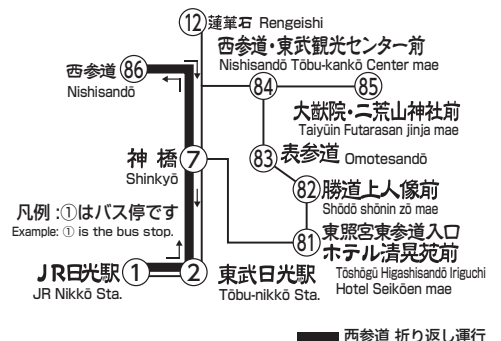 ⑫蓮華石 Rengeishi
西参道・東武観光センター前
Nishisandō Tōbu-kankō Center mae
西参道 86
Nishisandō
84
85
大猷院・二荒山神社前
Taiyūin Futarasan jinja mae
神橋 ⑦
Shinkyō
83 表参道 Omotesandō
82 勝道上人像前
Shōdō shōnin zō mae
凡例:①はバス停です
Example: ① is the bus stop.
81 東照宮東参道入口
ホテル清晃苑前
Tōshōgū Higashisandō Iriguchi
Hotel Seikōen mae
JR日光駅 ①
JR Nikkō Sta.
② 東武日光駅
Tōbu-nikkō Sta.
西参道 折り返し運行